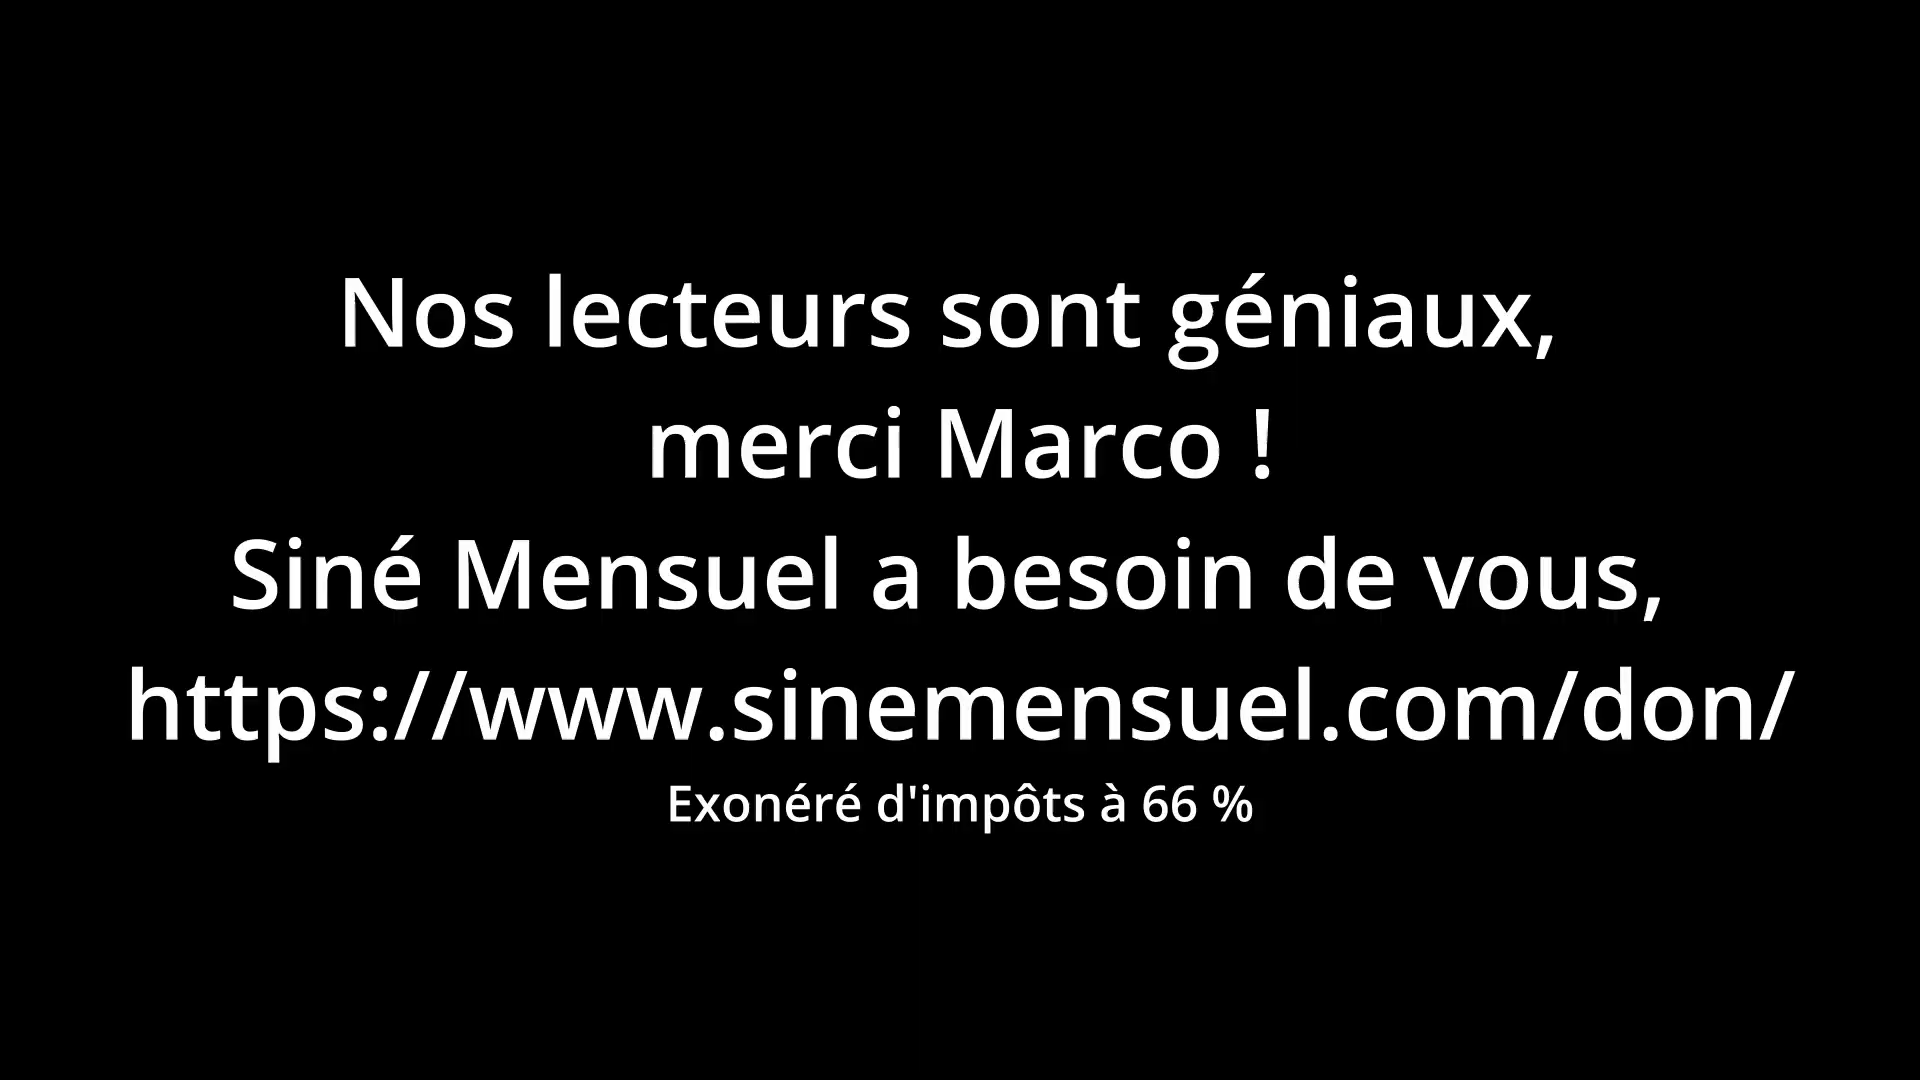 Nos lecteurs sont géniaux,
merci Marco !
Siné Mensuel a besoin de vous,
https://www.sinemensuel.com/don/
Exonéré d'impôts à 66 %